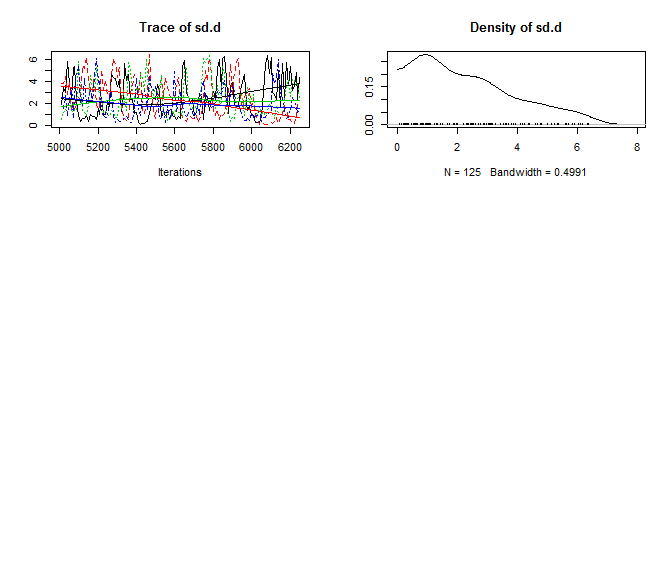 Trace of sd.d
6
4
2
0
5000 5200 5400 5600 5800 6000 6200
Iterations
Density of sd.d
0.15
0.00
0 2 4 6 8
N = 125 Bandwidth = 0.4991